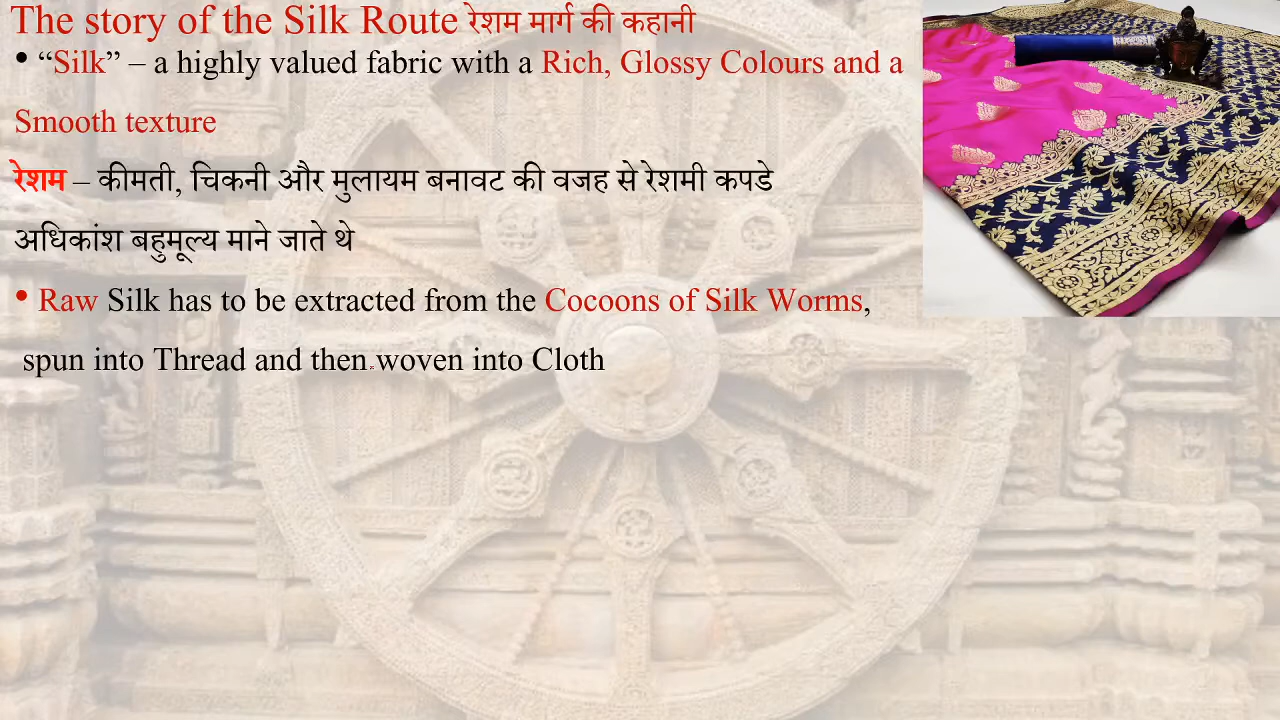 The story of the Silk Route रेशम मार्ग की कहानी
• “Silk” – a highly valued fabric with a Rich, Glossy Colours and a
Smooth texture
रेशम – कीमती, चिकनी और मुलायम बनावट की वजह से रेशमी कपडे
अधिकांश बहुमूल्य माने जाते थे
• Raw Silk has to be extracted from the Cocoons of Silk Worms,
spun into Thread and then woven into Cloth